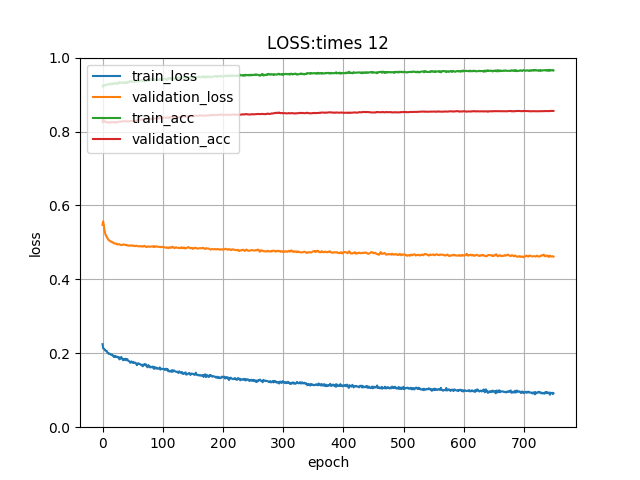 LOSS:times 12
1.0
0.8
0.6
0.4
0.2
0.0
loss
train_loss
validation_loss
train_acc
validation_acc
0 100 200 300 400 500 600 700
epoch